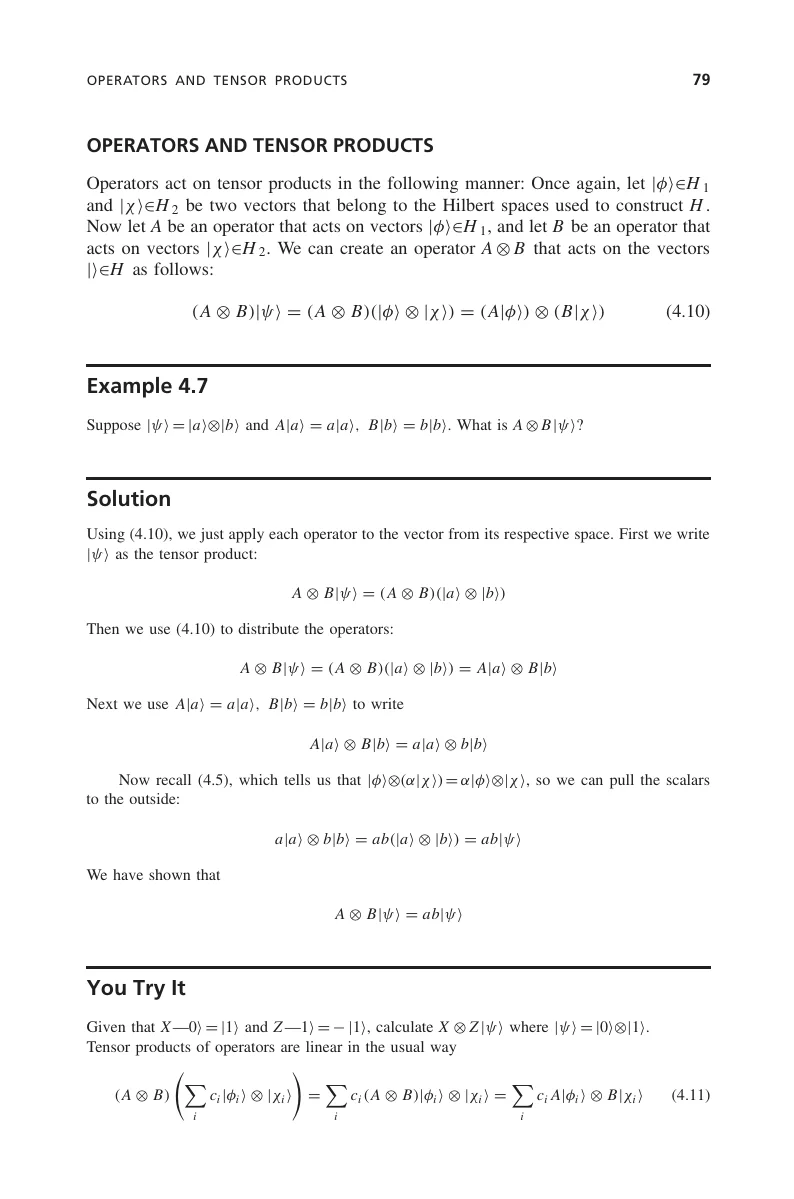 OPERATORS AND TENSOR PRODUCTS 79
OPERATORS AND TENSOR PRODUCTS
Operators act on tensor products in the following manner: Once again, let |ϕ⟩∈H₁
and |χ⟩∈H₂ be two vectors that belong to the Hilbert spaces used to construct H.
Now let A be an operator that acts on vectors |ϕ⟩∈H₁, and let B be an operator that
acts on vectors |χ⟩∈H₂. We can create an operator A ⊗ B that acts on the vectors
|⟩∈H as follows:
(A ⊗ B)|ψ⟩ = (A ⊗ B)(|ϕ⟩ ⊗ |χ⟩) = (A|ϕ⟩) ⊗ (B|χ⟩) (4.10)
Example 4.7
Suppose |ψ⟩ = |a⟩⊗|b⟩ and A|a⟩ = a|a⟩, B|b⟩ = b|b⟩. What is A ⊗ B|ψ⟩?
Solution
Using (4.10), we just apply each operator to the vector from its respective space. First we write
|ψ⟩ as the tensor product:
A ⊗ B|ψ⟩ = (A ⊗ B)(|a⟩ ⊗ |b⟩)
Then we use (4.10) to distribute the operators:
A ⊗ B|ψ⟩ = (A ⊗ B)(|a⟩ ⊗ |b⟩) = A|a⟩ ⊗ B|b⟩
Next we use A|a⟩ = a|a⟩, B|b⟩ = b|b⟩ to write
A|a⟩ ⊗ B|b⟩ = a|a⟩ ⊗ b|b⟩
Now recall (4.5), which tells us that |ϕ⟩⊗(α|χ⟩) = α|ϕ⟩⊗|χ⟩, so we can pull the scalars
to the outside:
a|a⟩ ⊗ b|b⟩ = ab(|a⟩ ⊗ |b⟩) = ab|ψ⟩
We have shown that
A ⊗ B|ψ⟩ = ab|ψ⟩
You Try It
Given that X—0⟩ = |1⟩ and Z—1⟩ = − |1⟩, calculate X ⊗ Z|ψ⟩ where |ψ⟩ = |0⟩⊗|1⟩.
Tensor products of operators are linear in the usual way
(A ⊗ B) (∑ᵢ cᵢ|ϕᵢ⟩ ⊗ |χᵢ⟩) = ∑ᵢ cᵢ(A ⊗ B)|ϕᵢ⟩ ⊗ |χᵢ⟩ = ∑ᵢ cᵢA|ϕᵢ⟩ ⊗ B|χᵢ⟩ (4.11)